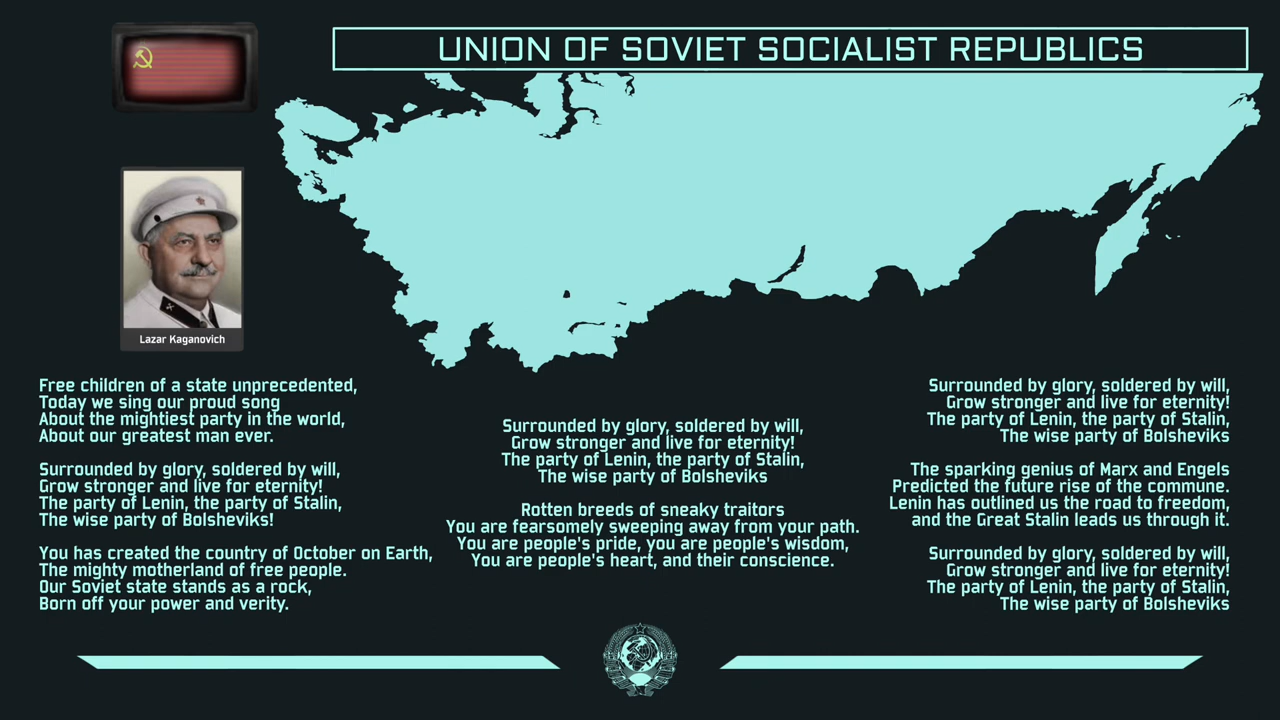 UNION OF SOVIET SOCIALIST REPUBLICS
Lazar Kaganovich
Free children of a state unprecedented,
Today we sing our proud song
About the mightiest party in the world,
About our greatest man ever.
Surrounded by glory, soldered by will,
Grow stronger and live for eternity!
The party of Lenin, the party of Stalin,
The wise party of Bolsheviks!
You has created the country of October on Earth,
The mighty motherland of free people.
Our Soviet state stands as a rock,
Born off your power and verity.
Surrounded by glory, soldered by will,
Grow stronger and live for eternity!
The party of Lenin, the party of Stalin,
The wise party of Bolsheviks
Rotten breeds of sneaky traitors
You are fearsomely sweeping away from your path.
You are people's pride, you are people's wisdom,
You are people's heart, and their conscience.
Surrounded by glory, soldered by will,
Grow stronger and live for eternity!
The party of Lenin, the party of Stalin,
The wise party of Bolsheviks
The sparking genius of Marx and Engels
Predicted the future rise of the commune.
Lenin has outlined us the road to freedom,
and the Great Stalin leads us through it.
Surrounded by glory, soldered by will,
Grow stronger and live for eternity!
The party of Lenin, the party of Stalin,
The wise party of Bolsheviks